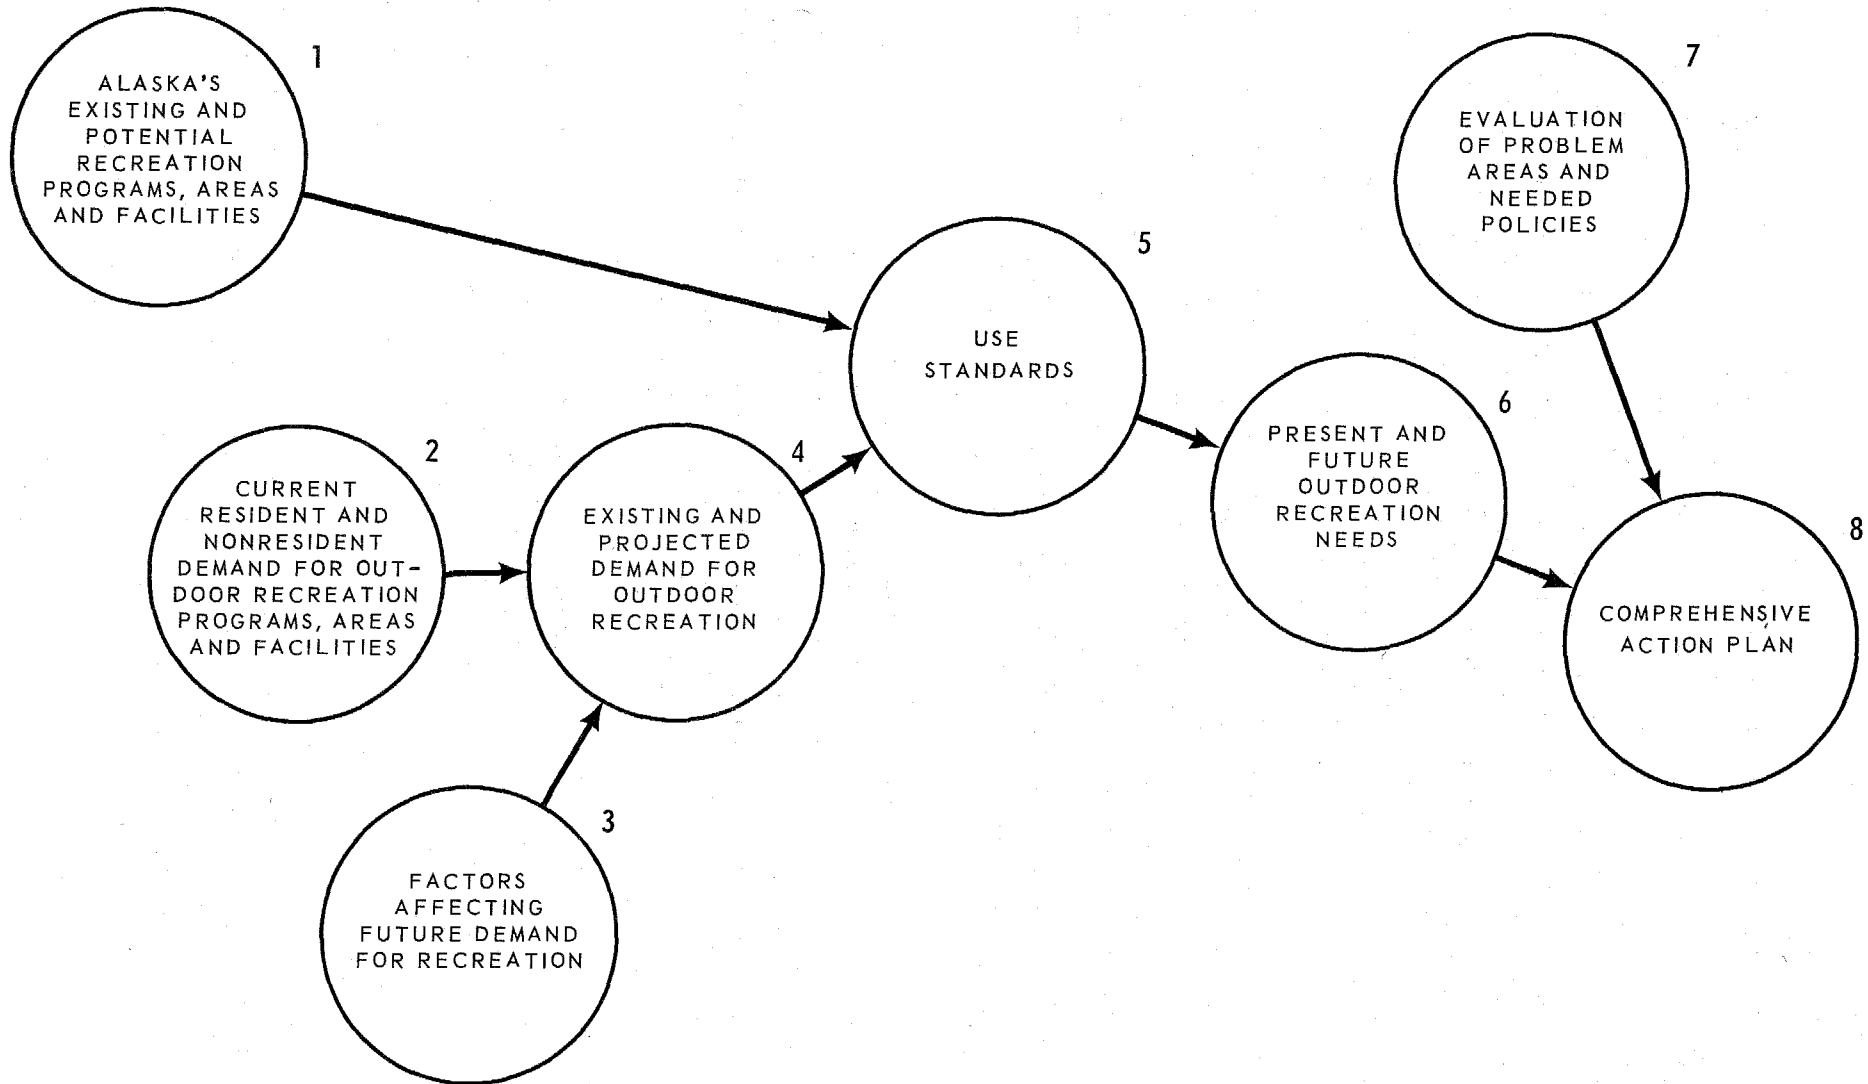 1
ALASKA'S
EXISTING AND
POTENTIAL
RECREATION
PROGRAMS, AREAS
AND FACILITIES
2
CURRENT
RESIDENT AND
NONRESIDENT
DEMAND FOR OUT-
DOOR RECREATION
PROGRAMS, AREAS
AND FACILITIES
3
FACTORS
AFFECTING
FUTURE DEMAND
FOR RECREATION
4
EXISTING AND
PROJECTED
DEMAND FOR
OUTDOOR
RECREATION
5
USE
STANDARDS
6
PRESENT AND
FUTURE
OUTDOOR
RECREATION
NEEDS
7
EVALUATION
OF PROBLEM
AREAS AND
NEEDED
POLICIES
8
COMPREHENSIVE
ACTION PLAN